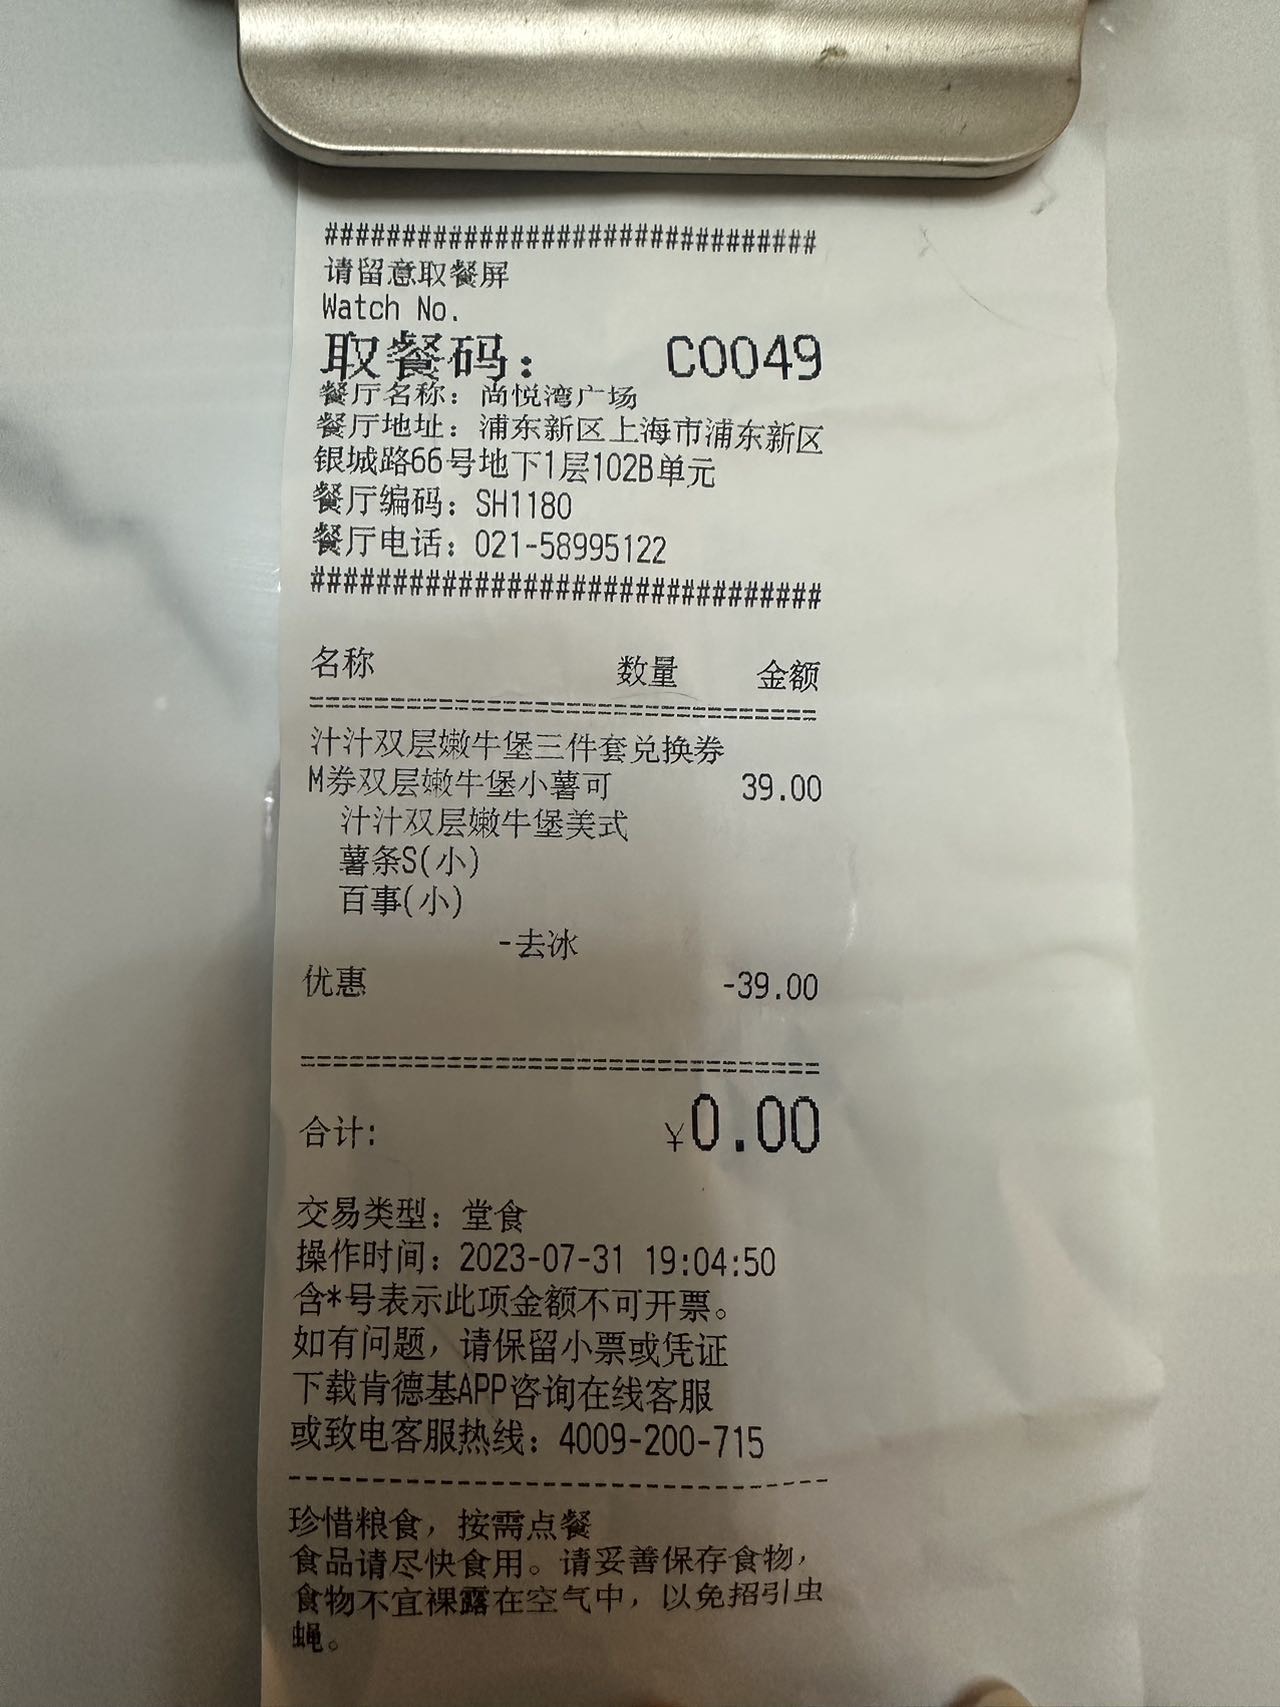 ################################
请留意取餐屏
Watch No.
取餐码： C0049
餐厅名称：尚悦湾广场
餐厅地址：浦东新区上海市浦东新区
银城路66号地下1层102B单元
餐厅编码：SH1180
餐厅电话：021-58995122
################################
名称 数量 金额
================================
汁汁双层嫩牛堡三件套兑换券
M券双层嫩牛堡小薯可 39.00
汁汁双层嫩牛堡美式
薯条S(小)
百事(小)
-去冰
优惠 -39.00
================================
合计: ¥0.00
交易类型：堂食
操作时间：2023-07-31 19:04:50
含*号表示此项金额不可开票。
如有问题，请保留小票或凭证
下载肯德基APP咨询在线客服
或致电客服热线：4009-200-715
--------------------------------
珍惜粮食，按需点餐
食品请尽快食用。请妥善保存食物，
食物不宜裸露在空气中，以免招引虫
蝇。